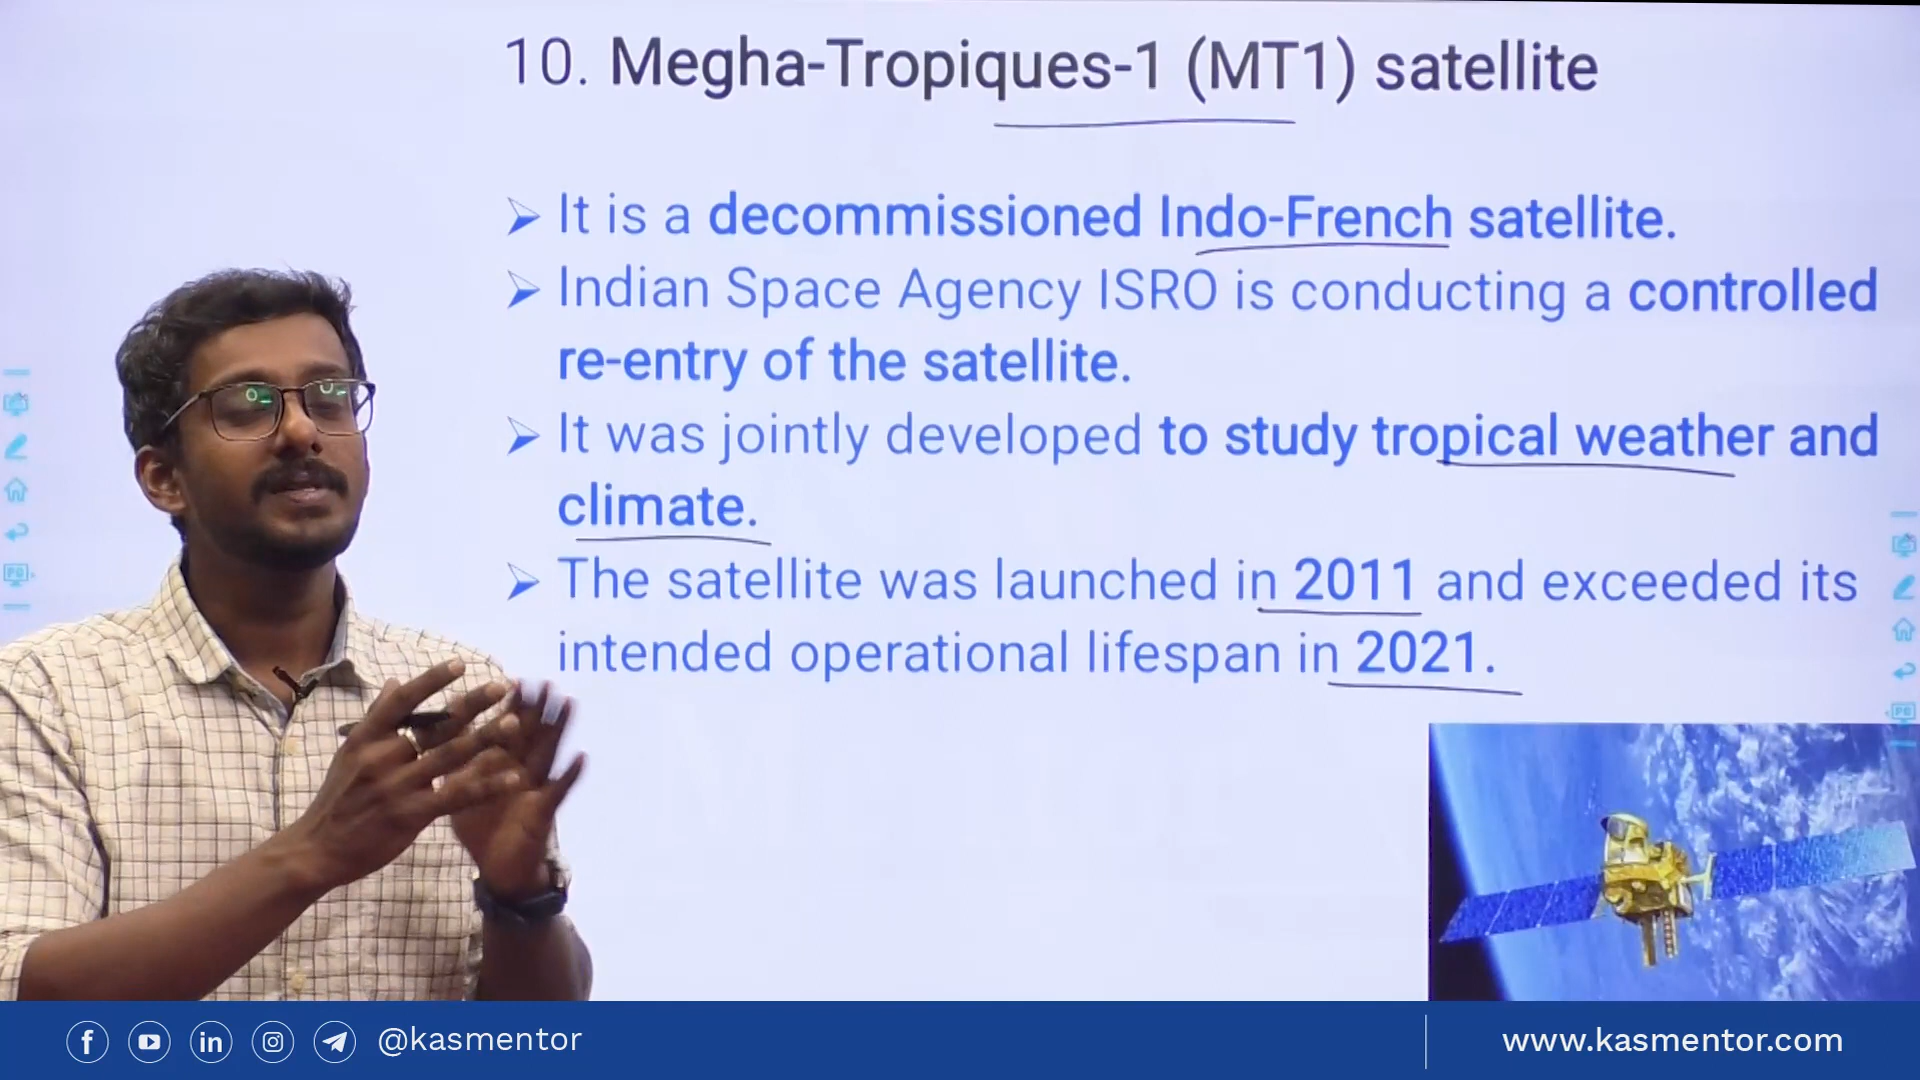 10. Megha-Tropiques-1 (MT1) satellite
It is a decommissioned Indo-French satellite.
Indian Space Agency ISRO is conducting a controlled
re-entry of the satellite.
It was jointly developed to study tropical weather and
climate.
The satellite was launched in 2011 and exceeded its
intended operational lifespan in 2021.
@kasmentor
www.kasmentor.com